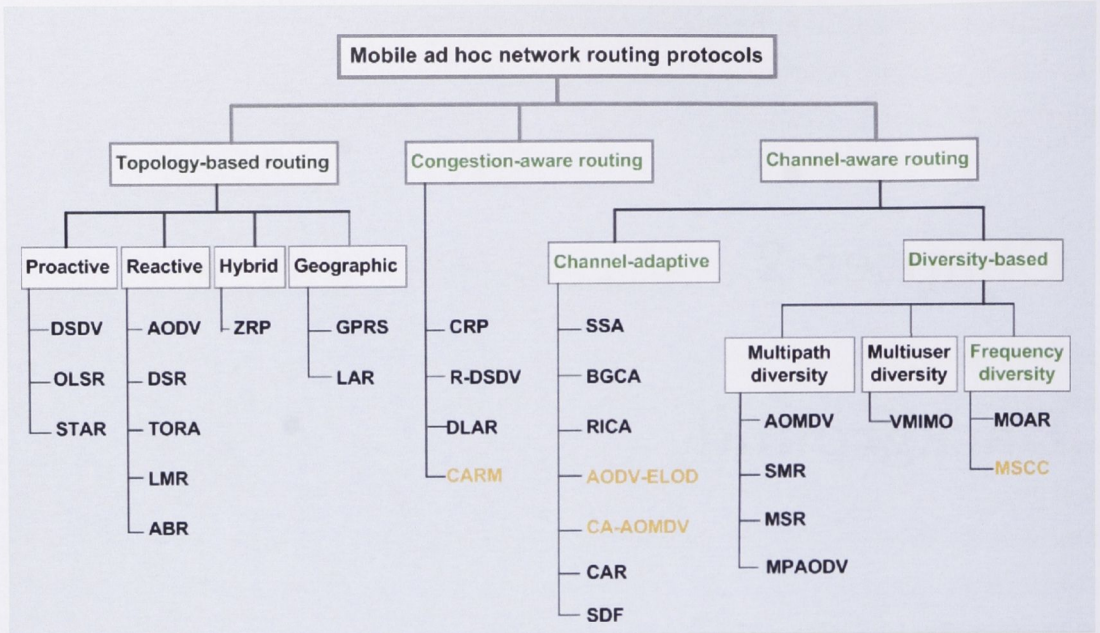 Mobile ad hoc network routing protocols
Topology-based routing
Congestion-aware routing
Channel-aware routing
Proactive
Reactive
Hybrid
Geographic
Channel-adaptive
Diversity-based
DSDV
OLSR
STAR
AODV
DSR
TORA
LMR
ABR
ZRP
GPRS
LAR
CRP
R-DSDV
DLAR
CARM
SSA
BGCA
RICA
AODV-ELOD
CA-AOMDV
CAR
SDF
Multipath
diversity
Multiuser
diversity
Frequency
diversity
AOMDV
SMR
MSR
MPAODV
VMIMO
MOAR
MSCC